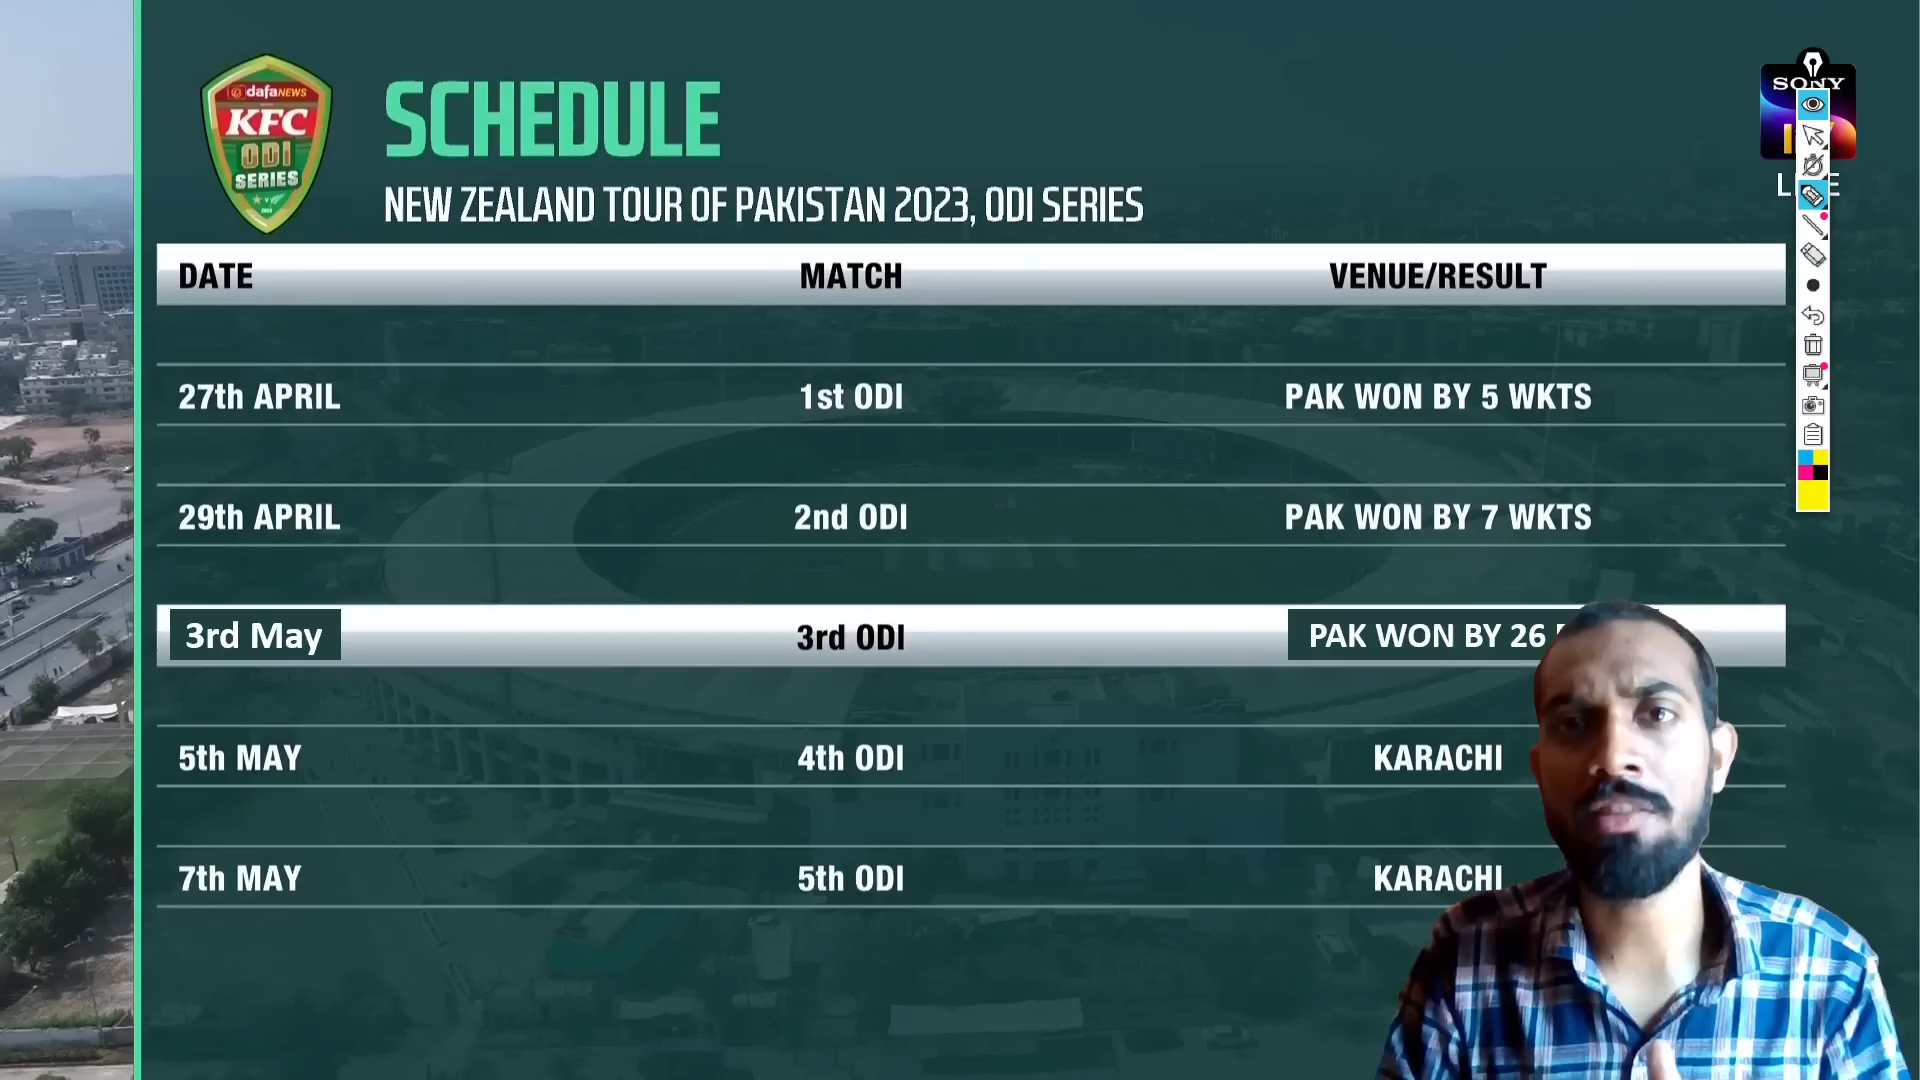 dafaNEWS
KFC
ODI
SERIES
SCHEDULE
NEW ZEALAND TOUR OF PAKISTAN 2023, ODI SERIES
SONY
DATE MATCH VENUE/RESULT
27th APRIL 1st ODI PAK WON BY 5 WKTS
29th APRIL 2nd ODI PAK WON BY 7 WKTS
3rd May 3rd ODI PAK WON BY 26
5th MAY 4th ODI KARACHI
7th MAY 5th ODI KARACHI